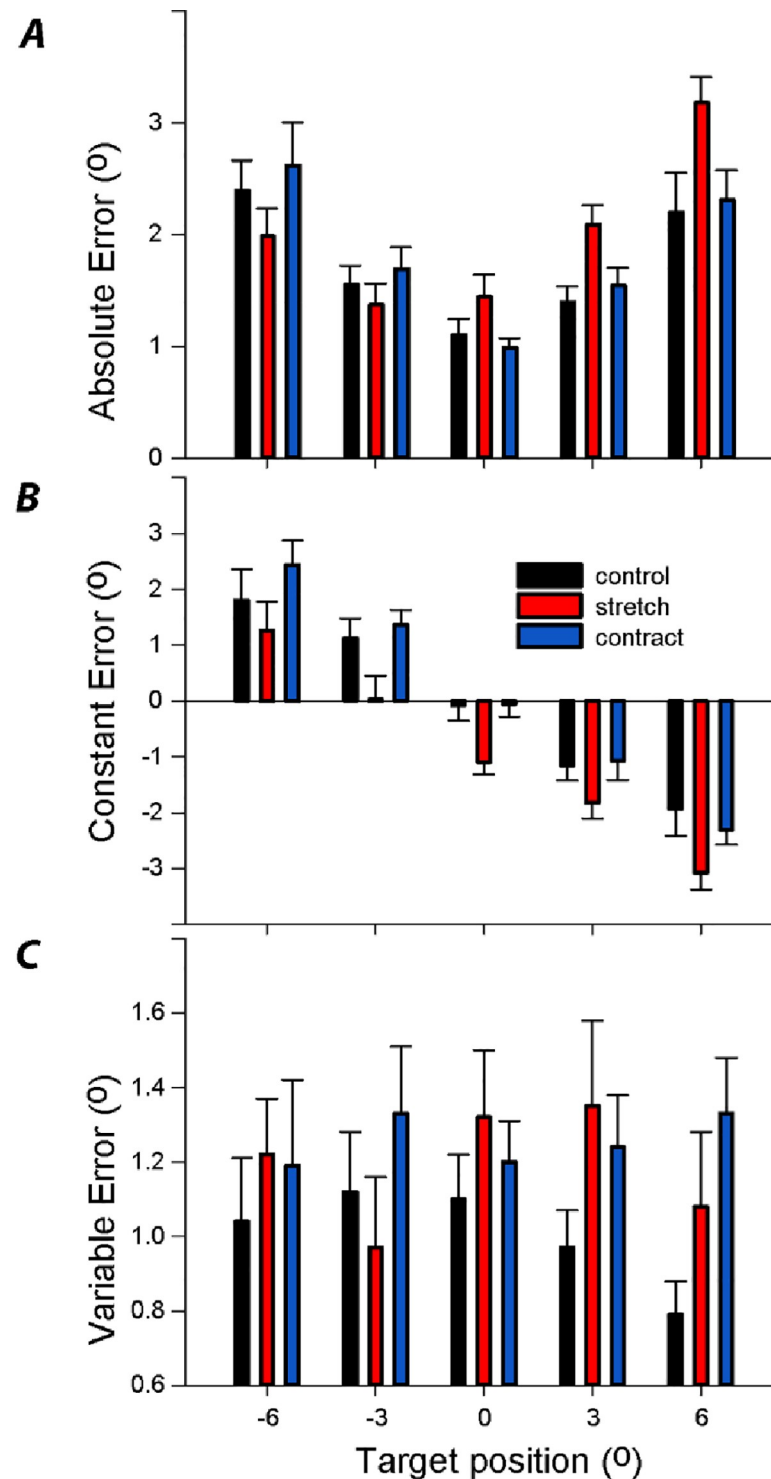 A
Absolute Error (º)
3
2
1
0
B
Constant Error (º)
3
2
1
0
-1
-2
-3
control
stretch
contract
C
Variable Error (º)
1.6
1.4
1.2
1.0
0.8
0.6
-6 -3 0 3 6
Target position (º)